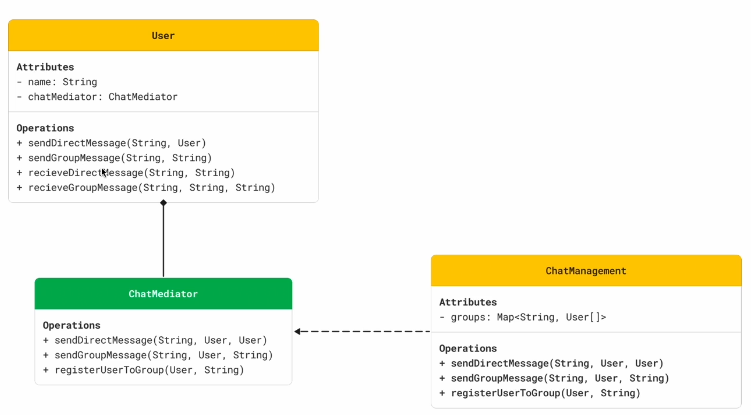 User
Attributes
- name: String
- chatMediator: ChatMediator
Operations
+ sendDirectMessage(String, User)
+ sendGroupMessage(String, String)
+ recieveDirectMessage(String, String)
+ recieveGroupMessage(String, String, String)
ChatMediator
Operations
+ sendDirectMessage(String, User, User)
+ sendGroupMessage(String, User, String)
+ registerUserToGroup(User, String)
ChatManagement
Attributes
- groups: Map<String, User[]>
Operations
+ sendDirectMessage(String, User, User)
+ sendGroupMessage(String, User, String)
+ registerUserToGroup(User, String)